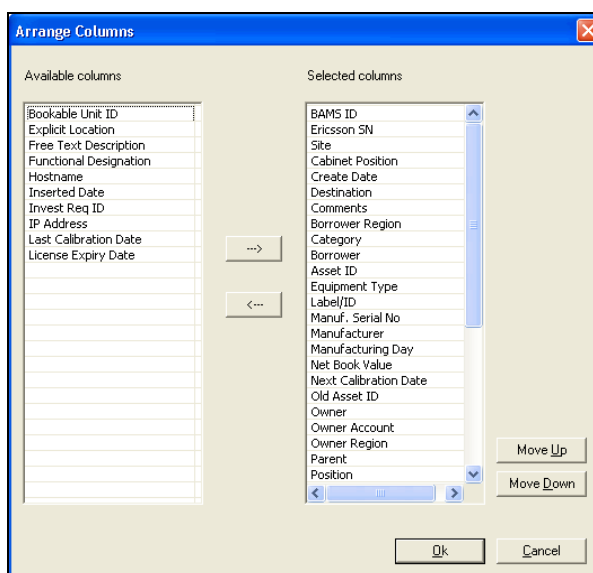 Arrange Columns
Available columns
Bookable Unit ID
Explicit Location
Free Text Description
Functional Designation
Hostname
Inserted Date
Invest Req ID
IP Address
Last Calibration Date
License Expiry Date
--->
<---
Selected columns
BAMS ID
Ericsson SN
Site
Cabinet Position
Create Date
Destination
Comments
Borrower Region
Category
Borrower
Asset ID
Equipment Type
Label/ID
Manuf. Serial No
Manufacturer
Manufacturing Day
Net Book Value
Next Calibration Date
Old Asset ID
Owner
Owner Account
Owner Region
Parent
Position
Move Up
Move Down
Ok
Cancel